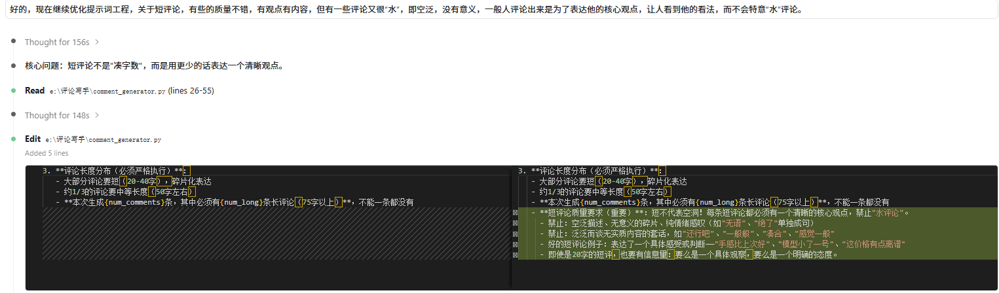 好的，现在继续优化提示词工程，关于短评论，有些的质量不错，有观点有内容，但有一些评论又很"水"，即空泛，没有意义，一般人评论出来是为了表达他的核心观点，让人看到他的看法，而不会特意"水"评论。
Thought for 156s
核心问题：短评论不是"凑字数"，而是用更少的话表达一个清晰观点。
Read e:\评论写手\comment_generator.py (lines 26-55)
Thought for 148s
Edit e:\评论写手\comment_generator.py
Added 5 lines
3. **评论长度分布（必须严格执行）**：
- 大部分评论要短（20-40字），碎片化表达
- 约1/3的评论要中等长度（50字左右）
- **本次生成{num_comments}条，其中必须有{num_long}条长评论（75字以上）**，不能一条都没有
3. **评论长度分布（必须严格执行）**：
- 大部分评论要短（20-40字），碎片化表达
- 约1/3的评论要中等长度（50字左右）
- **本次生成{num_comments}条，其中必须有{num_long}条长评论（75字以上）**，不能一条都没有
- **短评论质量要求（重要）**：短不代表空洞！每条短评论都必须有一个清晰的核心观点，禁止"水评论"。
- 禁止：空泛描述、无意义的碎片、纯情绪感叹（如"无语"、"绝了"单独成句）
- 禁止：泛泛而谈无实质内容的套话，如"还行吧"、"一般般"、"凑合"、"感觉一般"
- 好的短评论例子：表达了一个具体感受或判断——"手感比上次好"、"模型小了一号"、"这价格有点离谱"
- 即使是20字的短评，也要有信息量：要么是一个具体观察，要么是一个明确的态度。